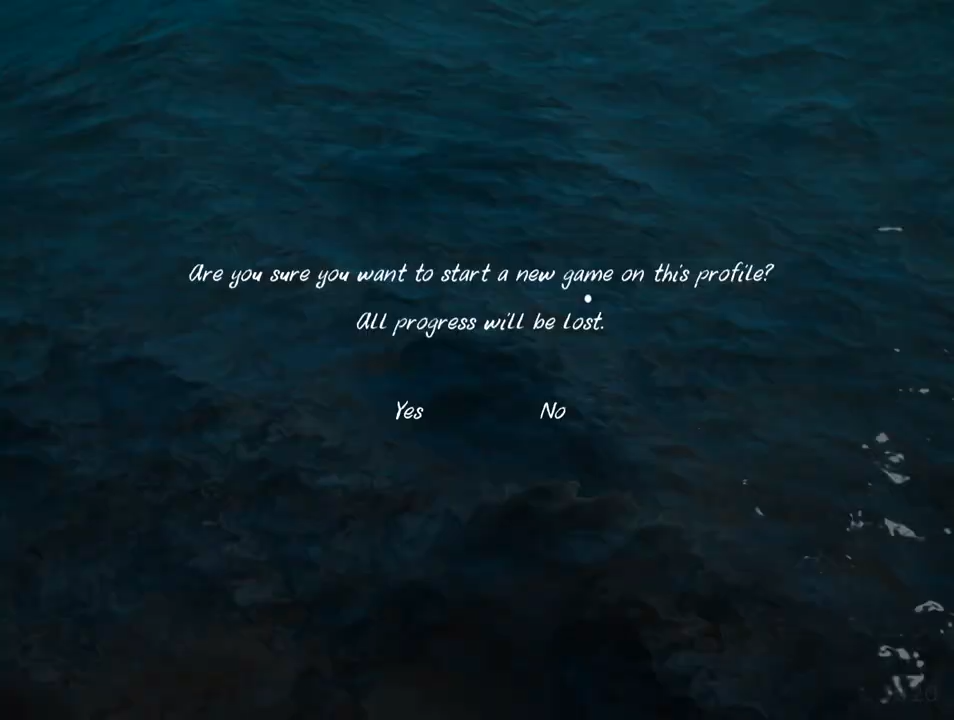 Are you sure you want to start a new game on this profile?
All progress will be lost.
Yes No